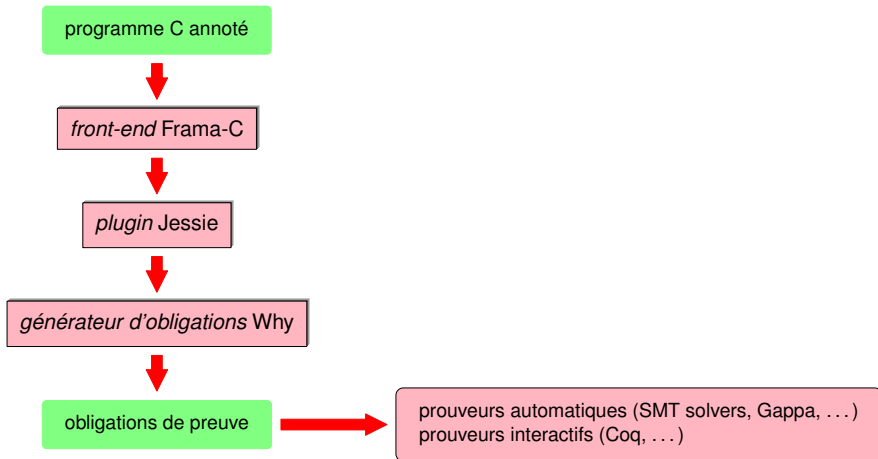 programme C annoté
front-end Frama-C
plugin Jessie
générateur d'obligations Why
obligations de preuve
prouveurs automatiques (SMT solvers, Gappa, ...)
prouveurs interactifs (Coq, ...)